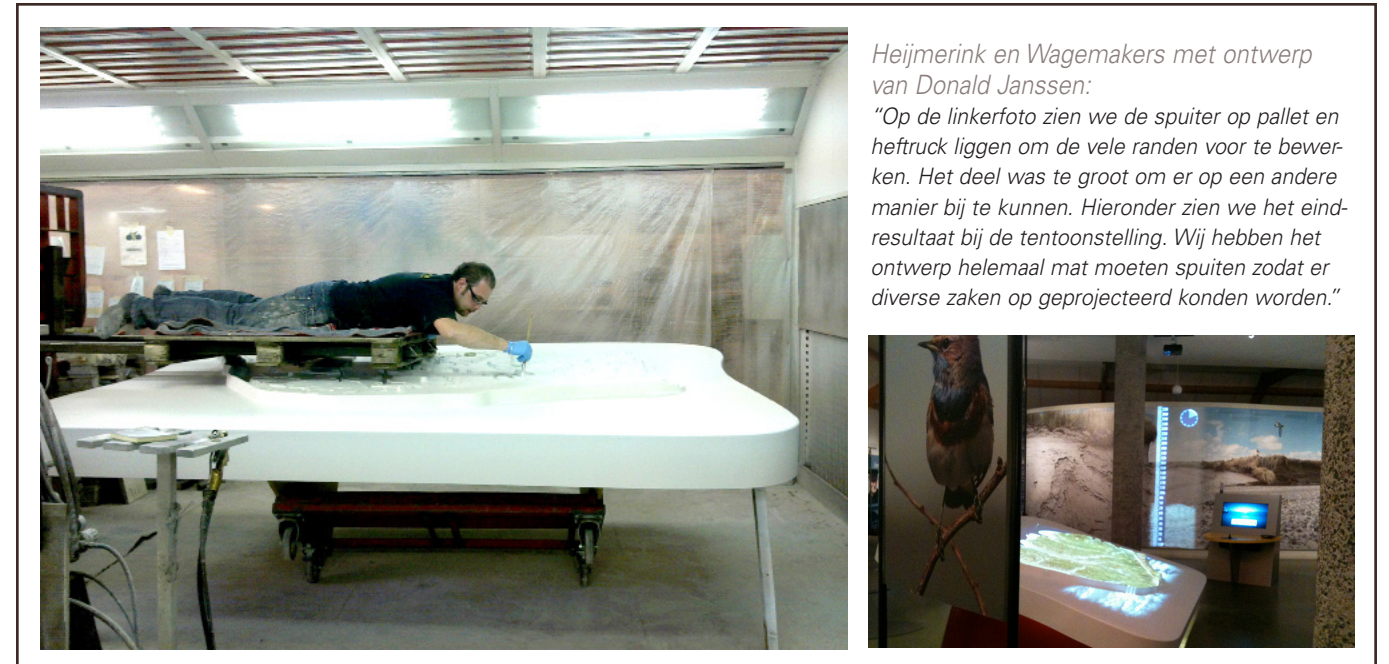 Heijmerink en Wagemakers met ontwerp
van Donald Janssen:
“Op de linkerfoto zien we de spuiter op pallet en
heftruck liggen om de vele randen voor te bewer-
ken. Het deel was te groot om er op een andere
manier bij te kunnen. Hieronder zien we het eind-
resultaat bij de tentoonstelling. Wij hebben het
ontwerp helemaal mat moeten spuiten zodat er
diverse zaken op geprojecteerd konden worden.”